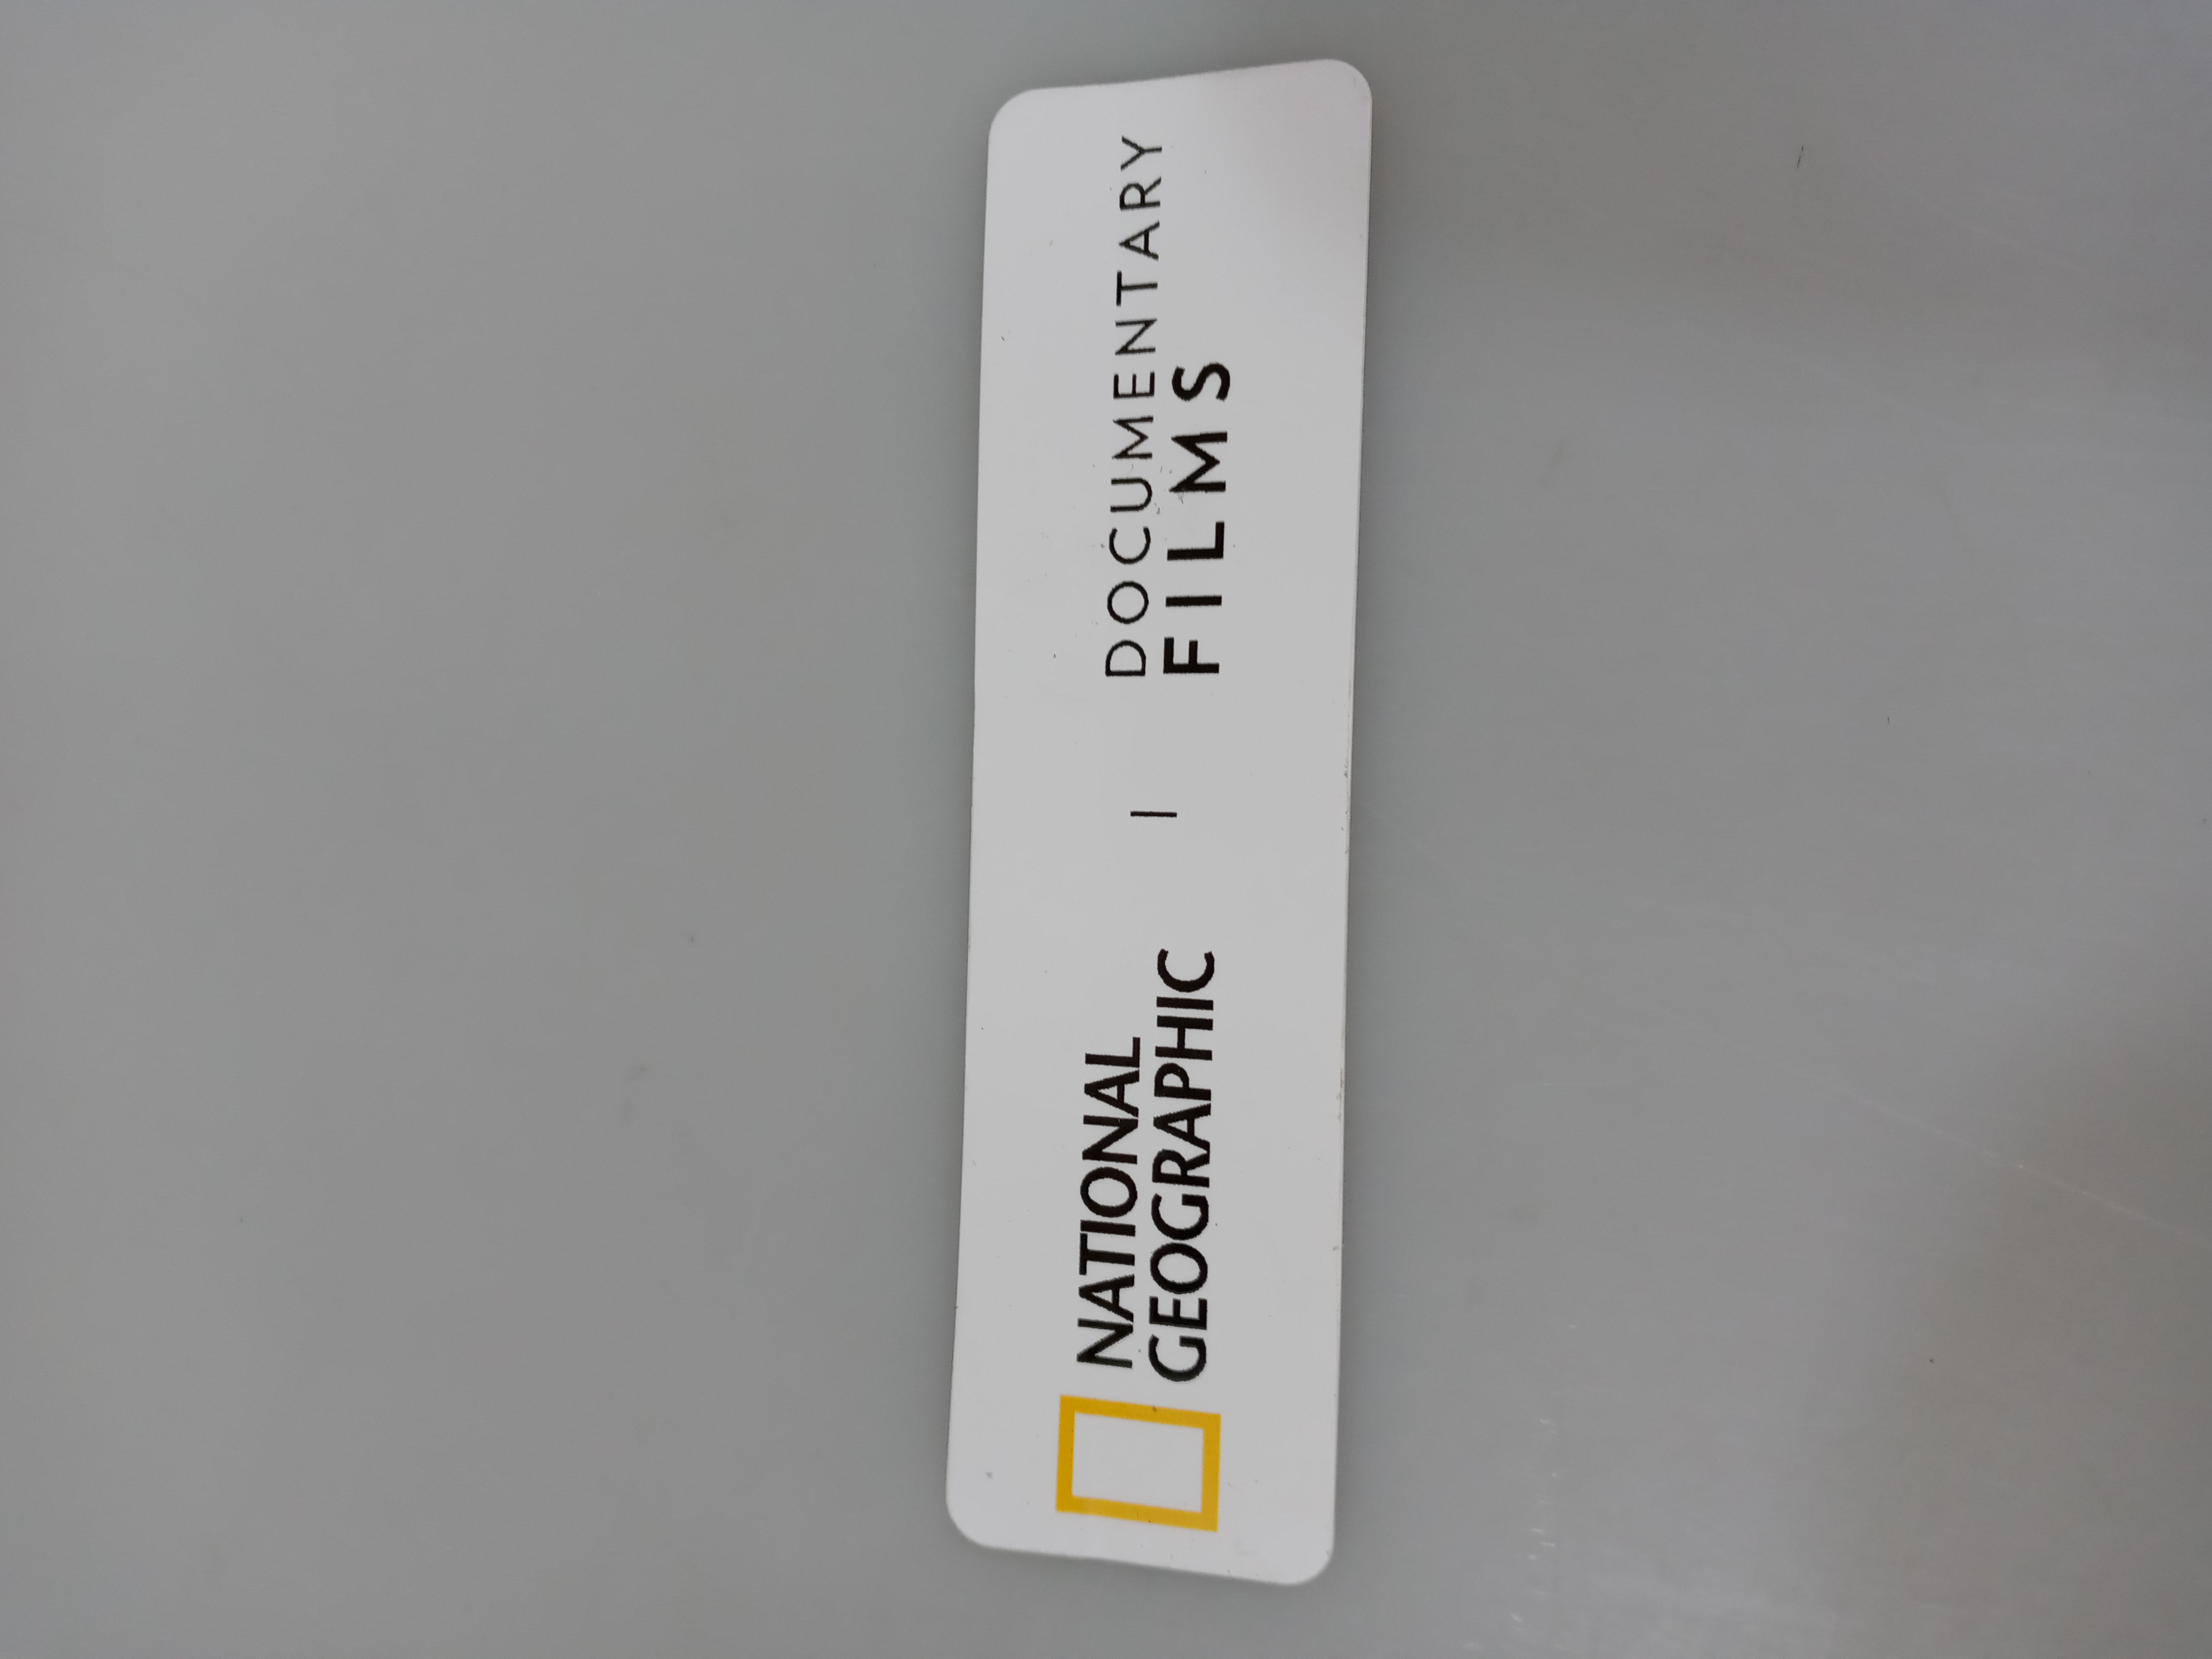 NATIONAL
GEOGRAPHIC
|
DOCUMENTARY
FILMS